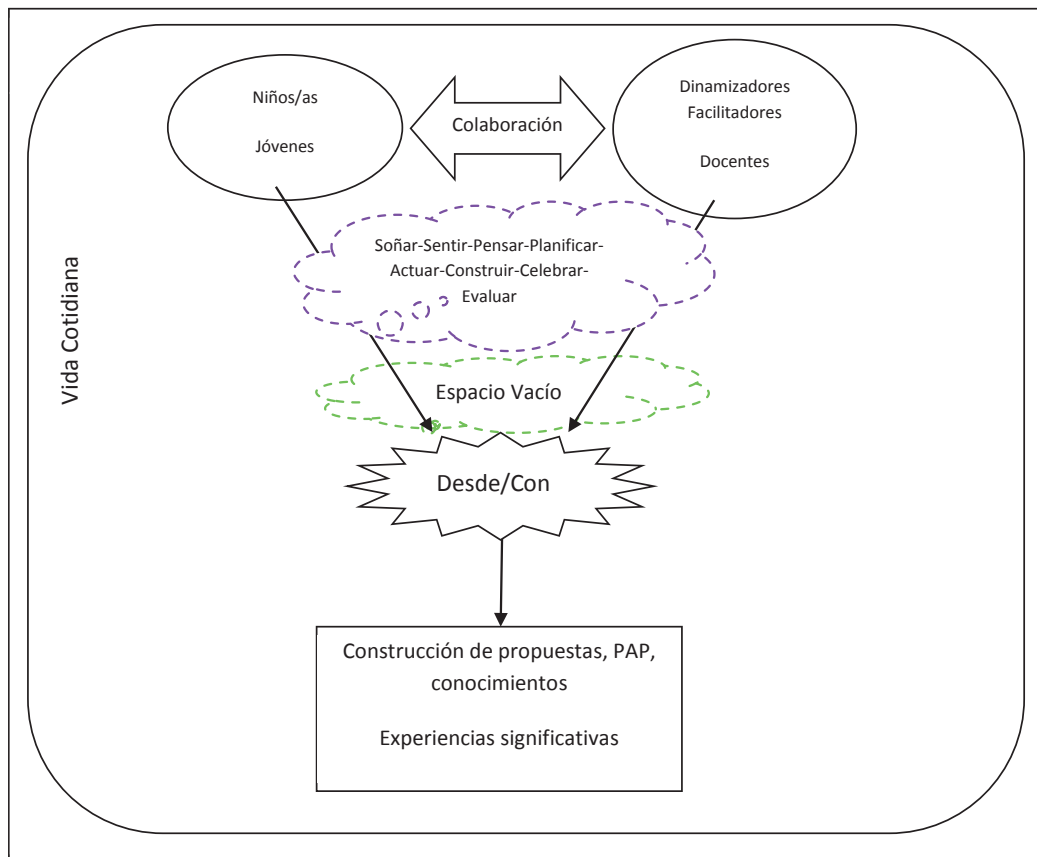 Niños/as
Jóvenes
Colaboración
Dinamizadores
Facilitadores
Docentes
Soñar-Sentir-Pensar-Planificar-
Actuar-Construir-Celebrar-
Evaluar
Vida Cotidiana
Espacio Vacío
Desde/Con
Construcción de propuestas, PAP,
conocimientos
Experiencias significativas